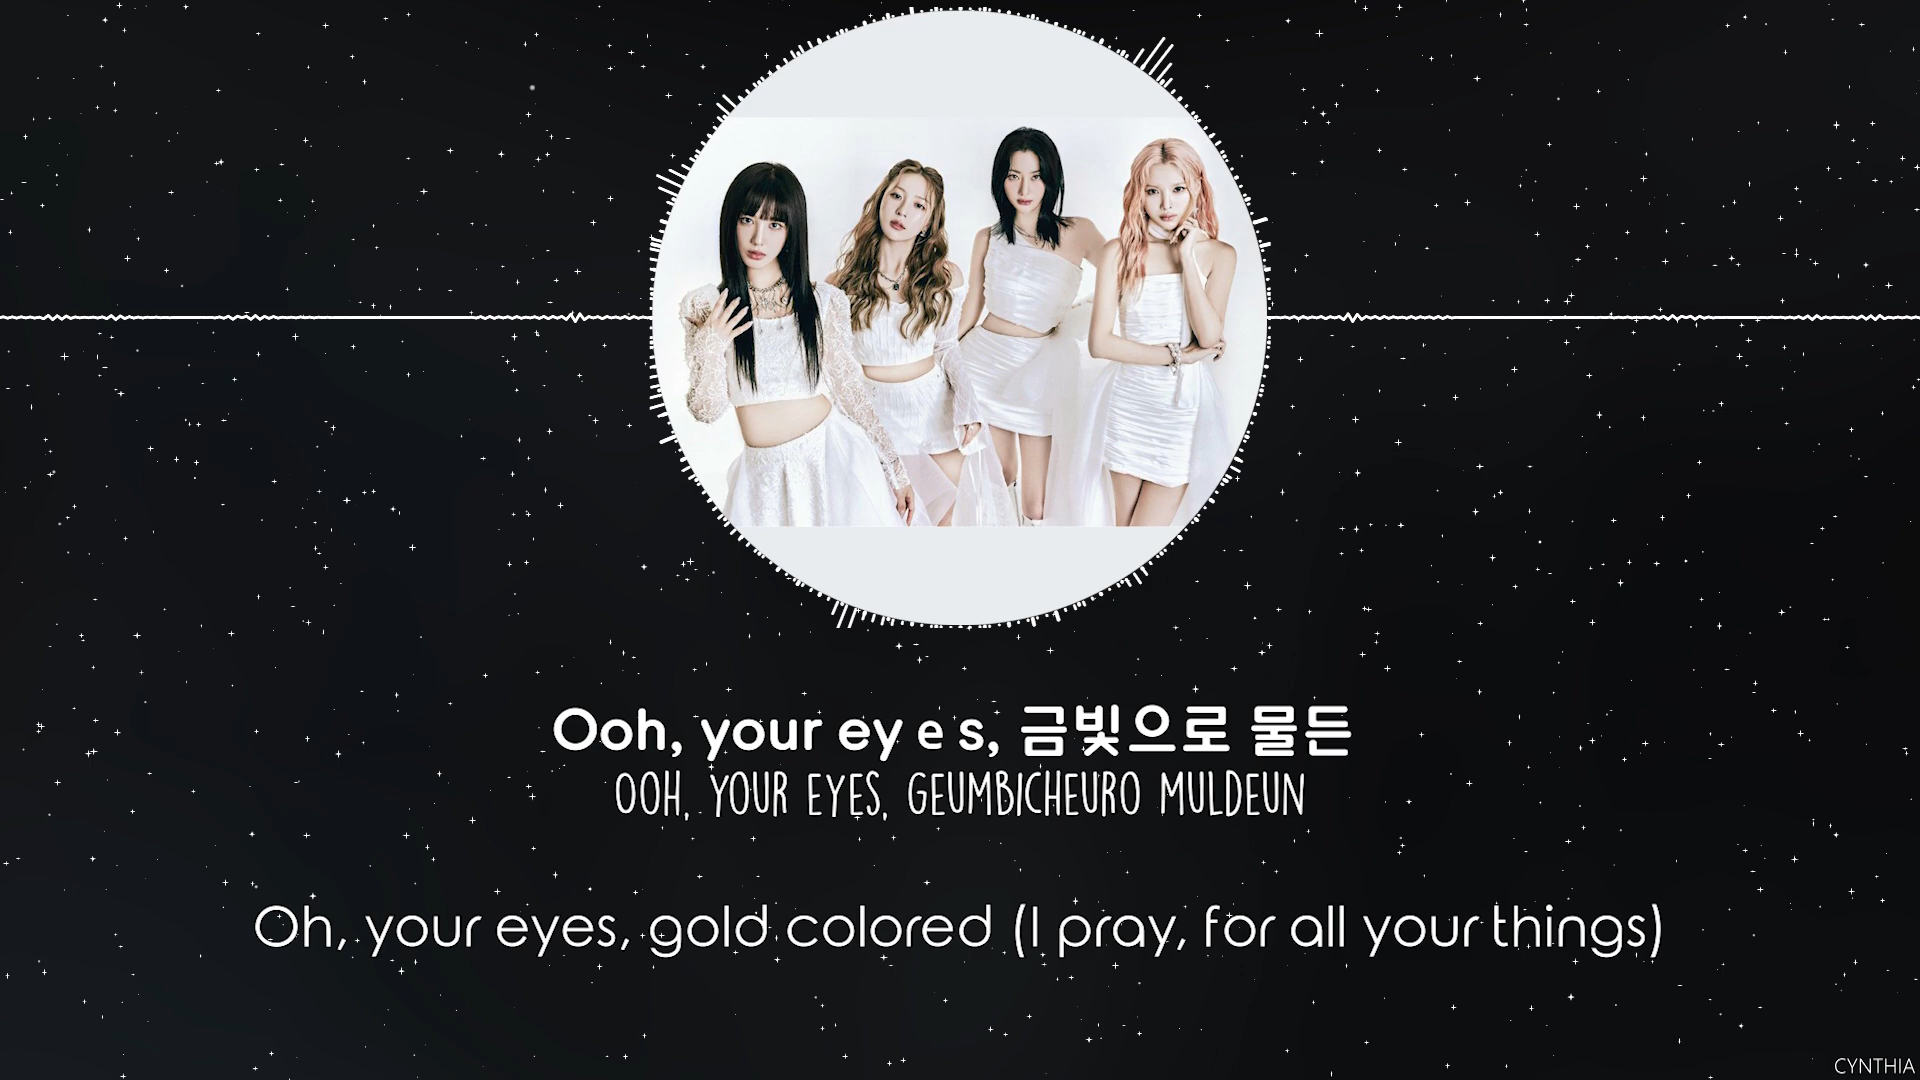 Ooh, your eyes, 금빛으로 물든
OOH, YOUR EYES, GEUMBICHEURO MULDEUN
Oh, your eyes, gold colored (I pray, for all your things)
CYNTHIA